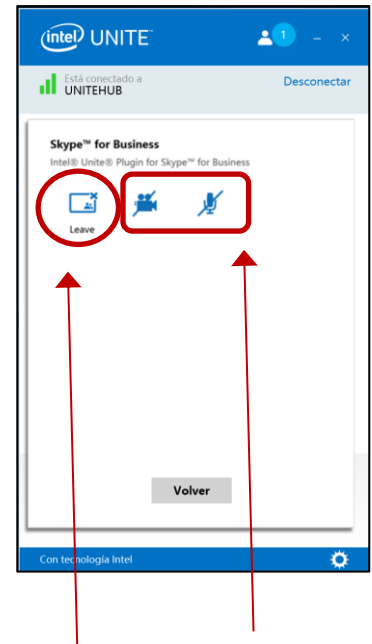 intel UNITE™ 1
Está conectado a
UNITEHUB
Desconectar
Skype™ for Business
Intel® Unite® Plugin for Skype™ for Business
Leave
Volver
Con tecnología Intel